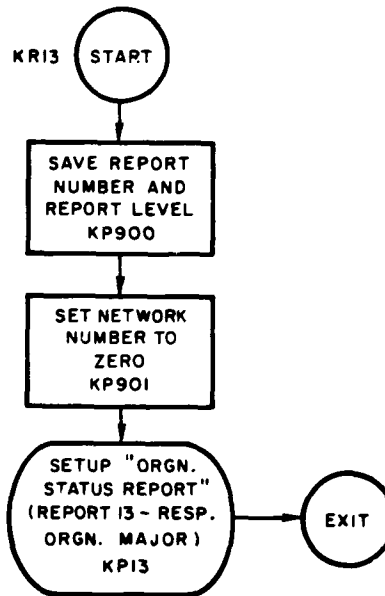 KR13
START
SAVE REPORT
NUMBER AND
REPORT LEVEL
KP900
SET NETWORK
NUMBER TO
ZERO
KP901
SETUP "ORGN.
STATUS REPORT"
(REPORT 13 - RESP.
ORGN. MAJOR)
KP13
EXIT